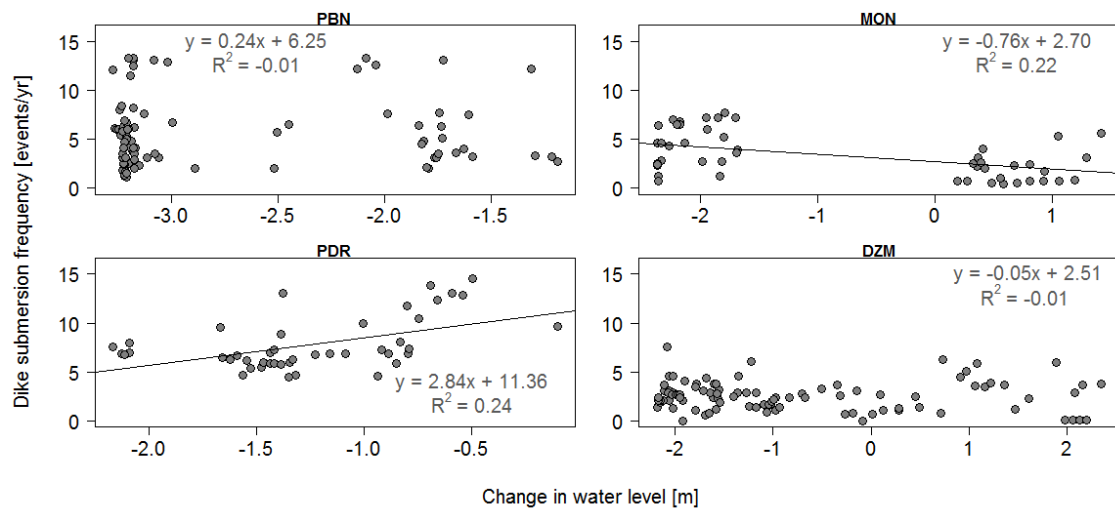 PBN
y = 0.24x + 6.25
R² = -0.01
15
10
5
0
-3.0
-2.5
-2.0
-1.5
MON
y = -0.76x + 2.70
R² = 0.22
15
10
5
0
-2
-1
0
1
PDR
y = 2.84x + 11.36
R² = 0.24
15
10
5
0
-2.0
-1.5
-1.0
-0.5
DZM
y = -0.05x + 2.51
R² = -0.01
15
10
5
0
-2
-1
0
1
2
Dike submersion frequency [events/yr]
Change in water level [m]